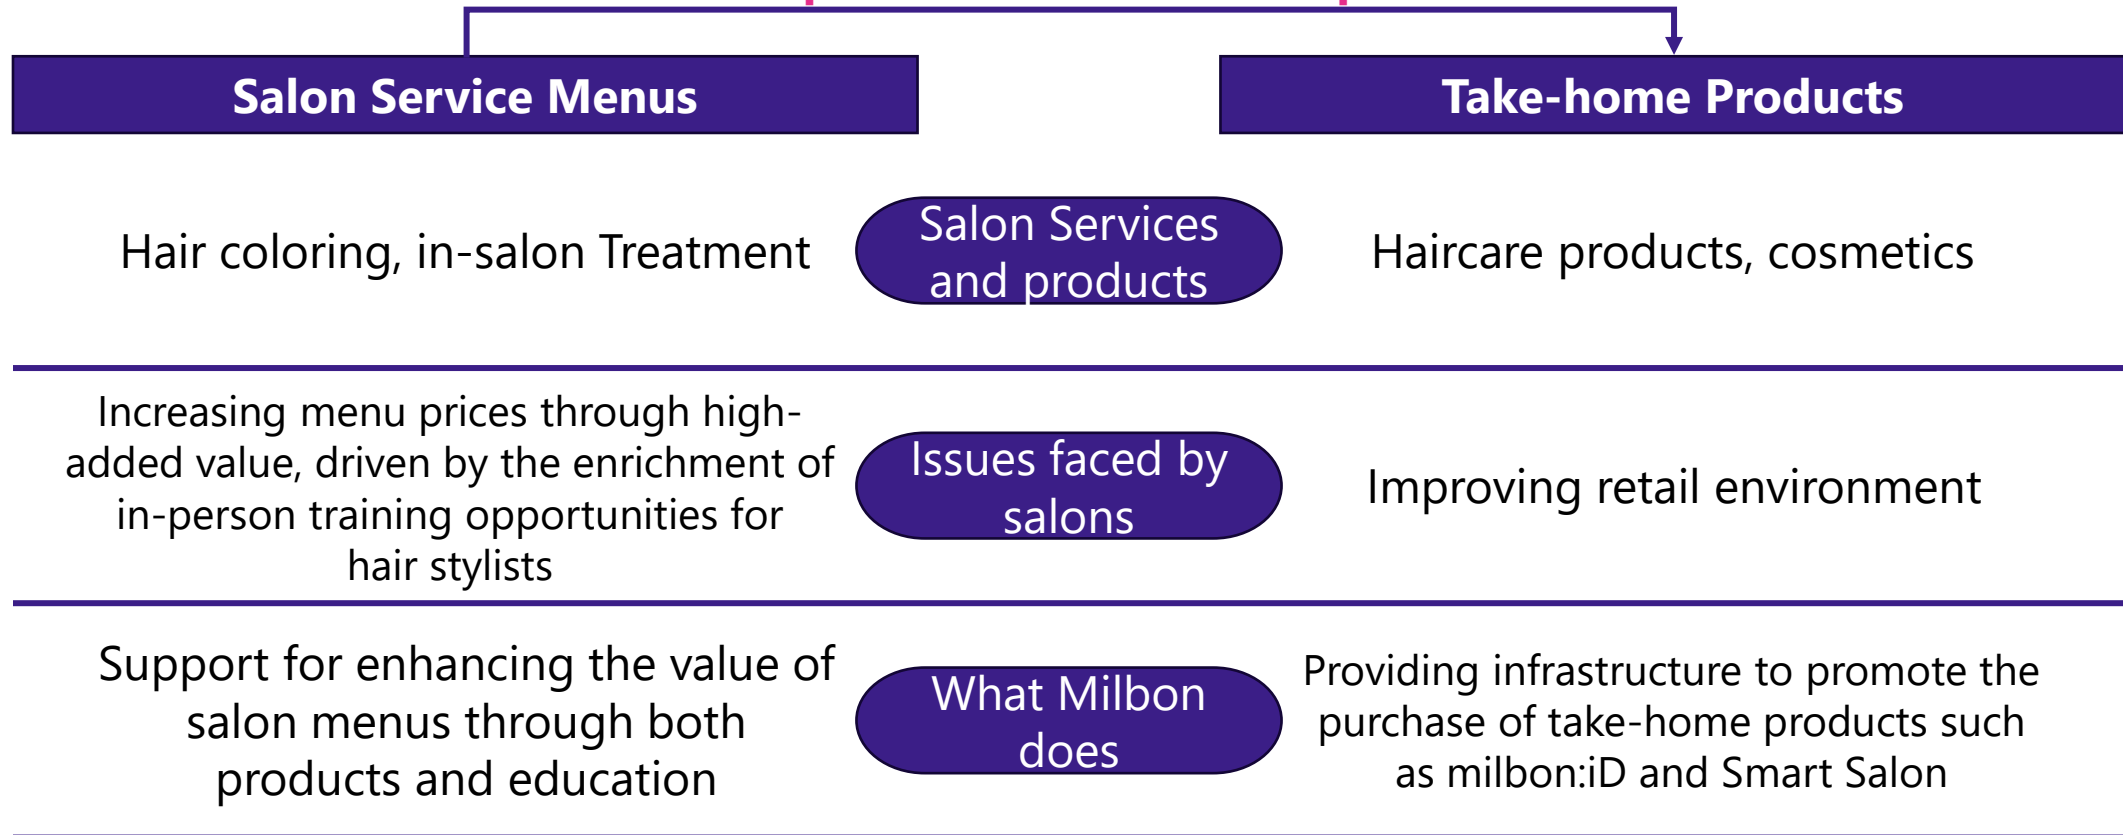 Salon Service Menus
Take-home Products
Hair coloring, in-salon Treatment
Salon Services
and products
Haircare products, cosmetics
Increasing menu prices through high-
added value, driven by the enrichment of
in-person training opportunities for
hair stylists
Issues faced by
salons
Improving retail environment
Support for enhancing the value of
salon menus through both
products and education
What Milbon
does
Providing infrastructure to promote the
purchase of take-home products such
as milbon:iD and Smart Salon